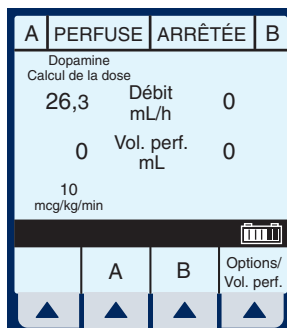 A PERFUSE ARRÊTÉE B
Dopamine
Calcul de la dose
26,3 Débit mL/h 0
0 Vol. perf. mL 0
10
mcg/kg/min
A B Options/
Vol. perf.